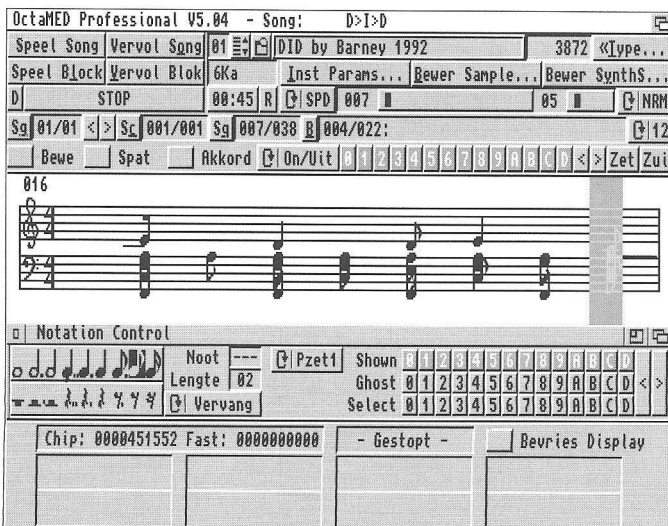 OctaMED Professional V5.04 - Song: D>I>D
Speel Song Vervol Song 01 DID by Barney 1992 3872 «Type...
Speel Block Vervol Blok 6Ka Inst Params... Bewer Sample... Bewer SynthS...
D STOP 00:45 R SPD 007 05 NRM
Sg 01/01 < > Sc 001/001 Sg 007/038 B 004/022: 12
Bewe Spat Akkord On/Uit 0 1 2 3 4 5 6 7 8 9 A B C D < > Zet Zui
016
Notation Control
Noot --- Pzet1 Shown 0 1 2 3 4 5 6 7 8 9 A B C D
Lengte 02 Ghost 0 1 2 3 4 5 6 7 8 9 A B C D < >
Vervang Select 0 1 2 3 4 5 6 7 8 9 A B C D
Chip: 0000451552 Fast: 0000000000 - Gestopt - Bevries Display